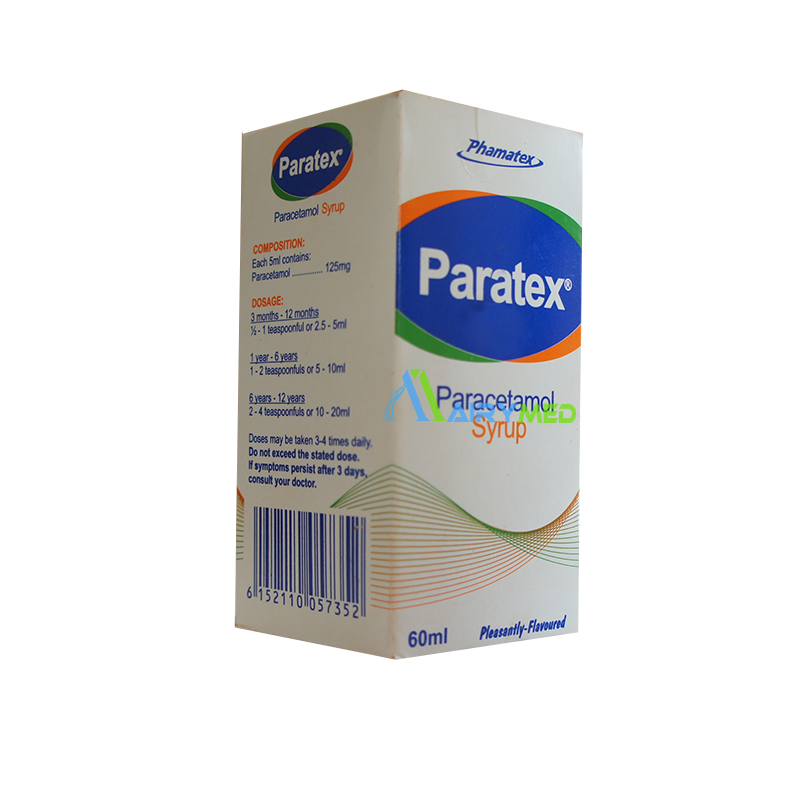 Paratex®
Paracetamol Syrup
COMPOSITION:
Each 5ml contains:
Paracetamol .............. 125mg
DOSAGE:
3 months - 12 months
½ - 1 teaspoonful or 2.5 - 5ml
1 year - 6 years
1 - 2 teaspoonfuls or 5 - 10ml
6 years - 12 years
2 - 4 teaspoonfuls or 10 - 20ml
Doses may be taken 3-4 times daily.
Do not exceed the stated dose.
If symptoms persist after 3 days,
consult your doctor.
6 152110 057352
Phamatex
Paratex®
Paracetamol
AIRYMED
Syrup
60ml
Pleasantly-Flavoured